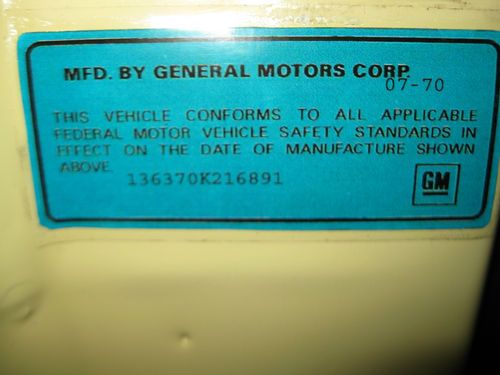 MFD. BY GENERAL MOTORS CORP.
07-70
THIS VEHICLE CONFORMS TO ALL APPLICABLE
FEDERAL MOTOR VEHICLE SAFETY STANDARDS IN
EFFECT ON THE DATE OF MANUFACTURE SHOWN
ABOVE
136370K216891
GM